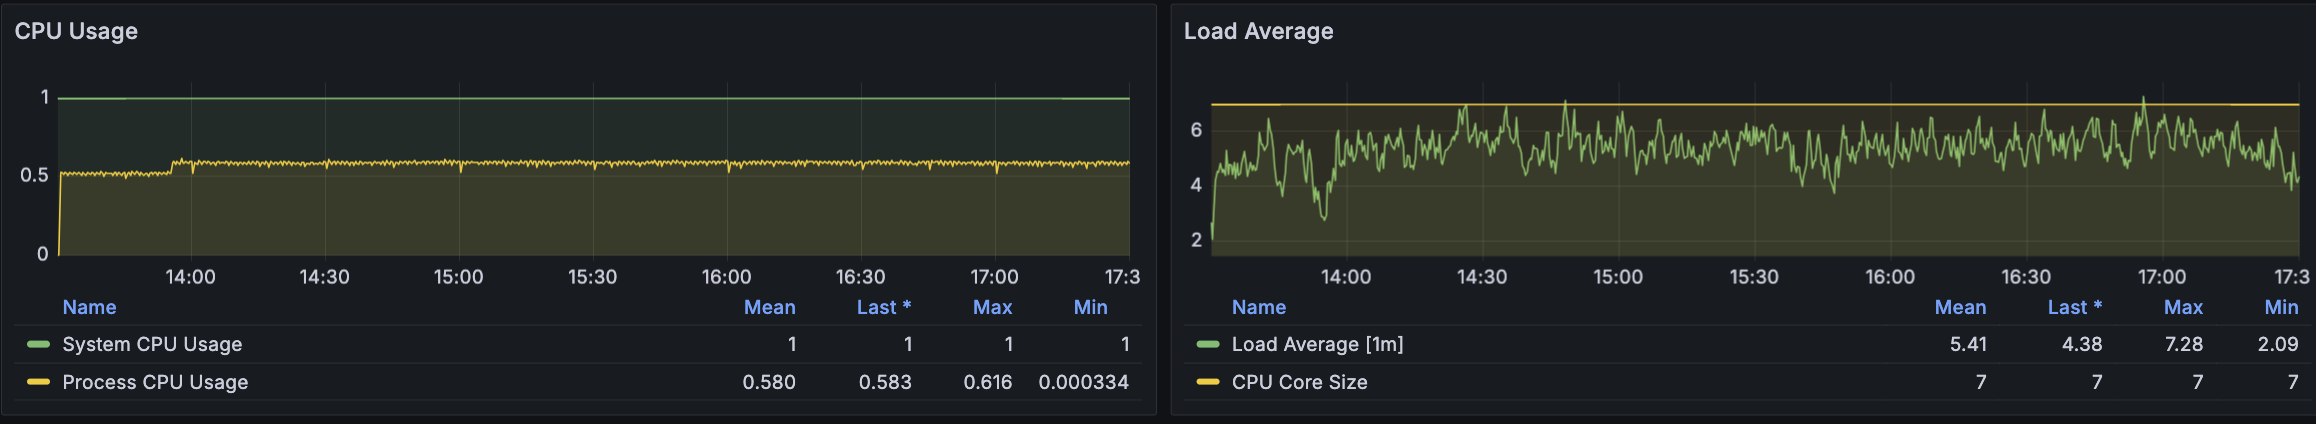 CPU Usage
1
0.5
0
14:00 14:30 15:00 15:30 16:00 16:30 17:00 17:3
Name Mean Last * Max Min
System CPU Usage 1 1 1 1
Process CPU Usage 0.580 0.583 0.616 0.000334
Load Average
6
4
2
14:00 14:30 15:00 15:30 16:00 16:30 17:00 17:3
Name Mean Last * Max Min
Load Average [1m] 5.41 4.38 7.28 2.09
CPU Core Size 7 7 7 7